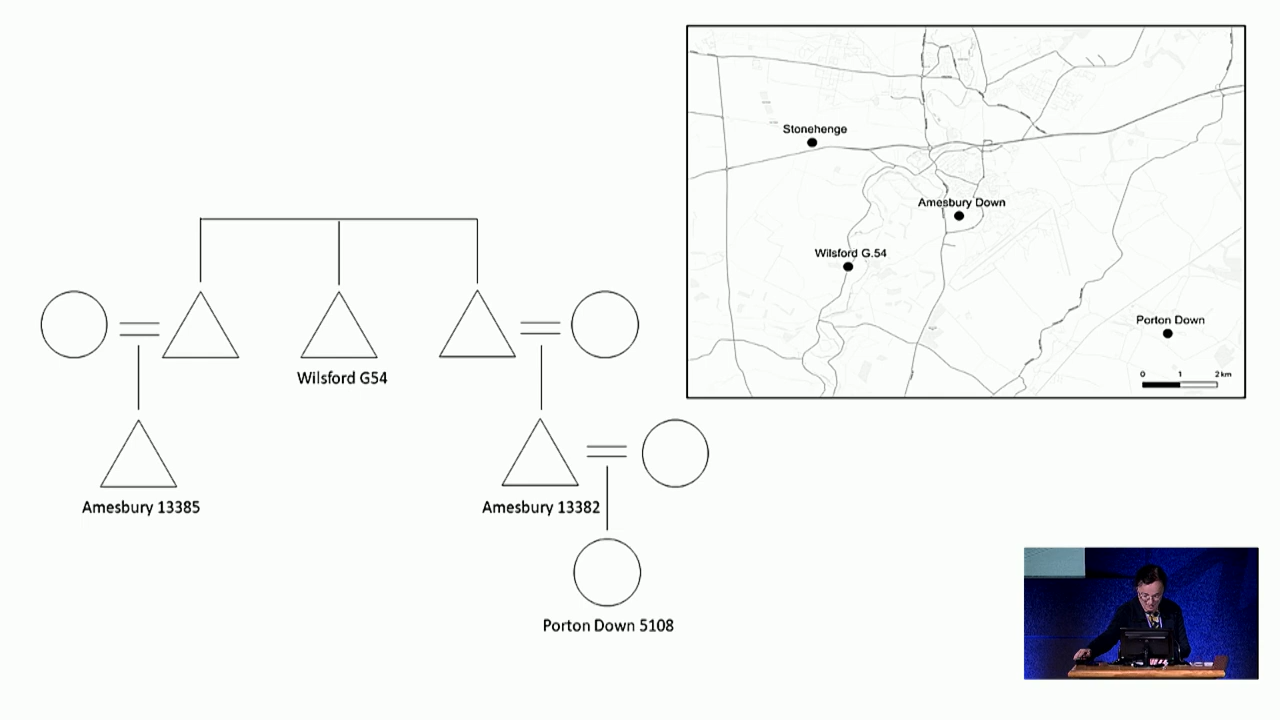 Wilsford G54
Amesbury 13385
Amesbury 13382
Porton Down 5108
Stonehenge
Amesbury Down
Wilsford G.54
Porton Down
0 1 2 km